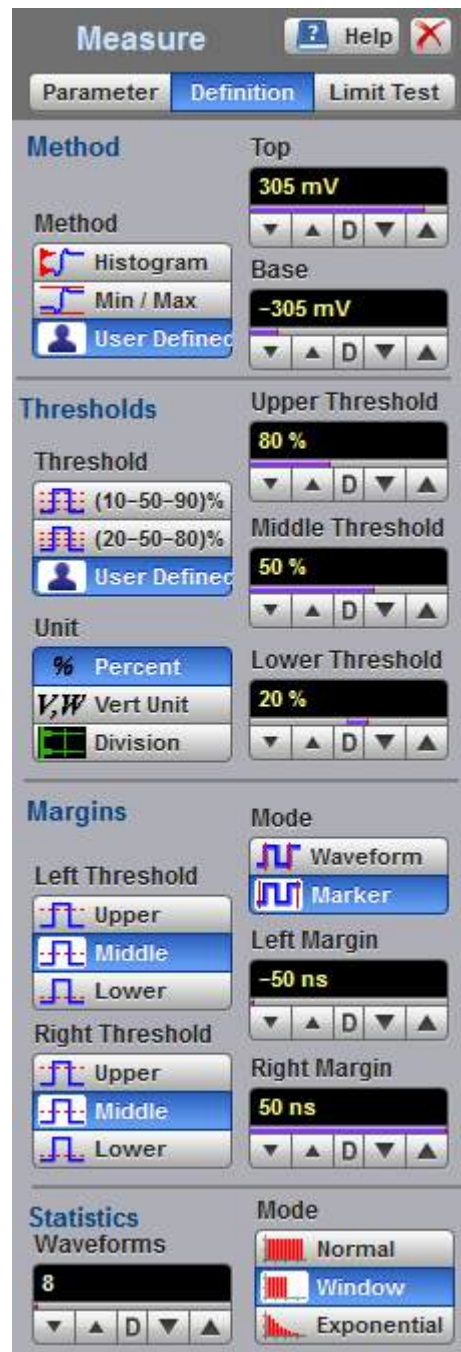 Measure
? Help
Parameter Definition Limit Test
Method
Top
305 mV
D
Method
Histogram
Min / Max
User Defined
Base
−305 mV
D
Thresholds
Upper Threshold
80 %
D
Threshold
(10−50−90)%
(20−50−80)%
User Defined
Middle Threshold
50 %
D
Unit
% Percent
V,W Vert Unit
Division
Lower Threshold
20 %
D
Margins
Mode
Waveform
Marker
Left Threshold
Upper
Middle
Lower
Left Margin
−50 ns
D
Right Threshold
Upper
Middle
Lower
Right Margin
50 ns
D
Statistics
Waveforms
8
D
Mode
Normal
Window
Exponential